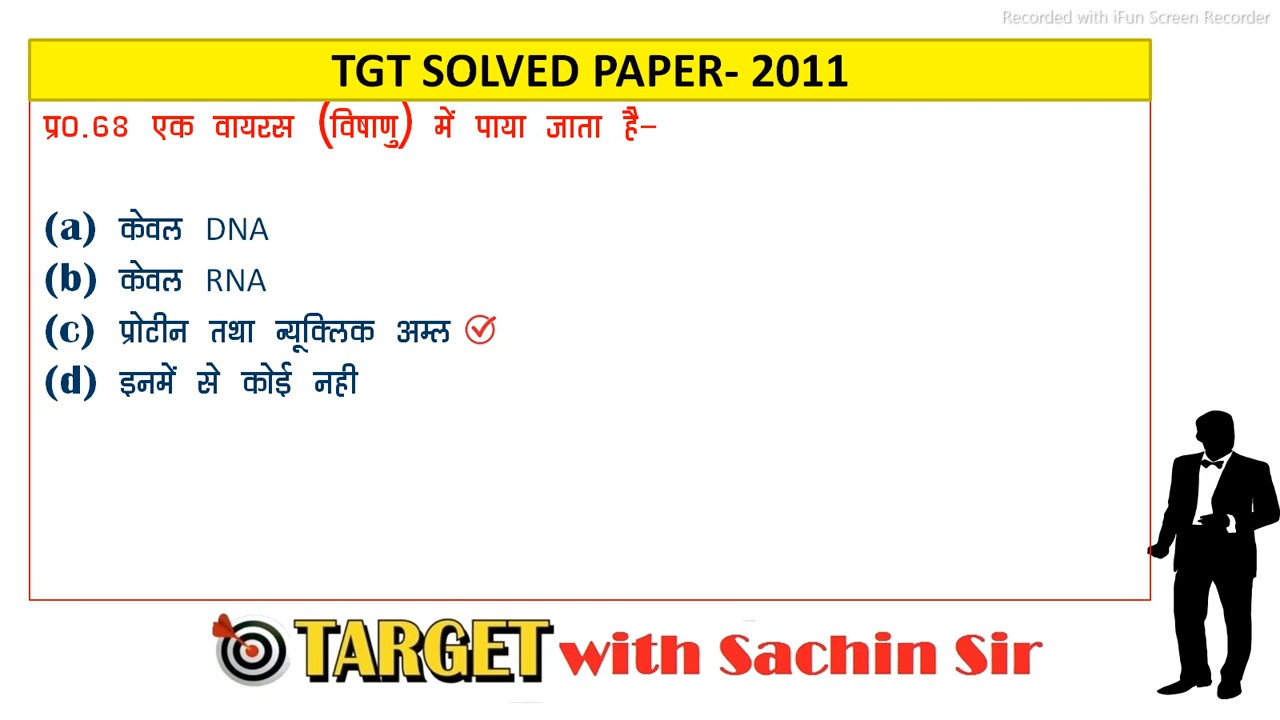 Recorded with iFun Screen Recorder
TGT SOLVED PAPER- 2011
प्र0.68 एक वायरस (विषाणु) में पाया जाता है–
(a) केवल DNA
(b) केवल RNA
(c) प्रोटीन तथा न्यूक्लिक अम्ल
(d) इनमें से कोई नही
TARGET with Sachin Sir